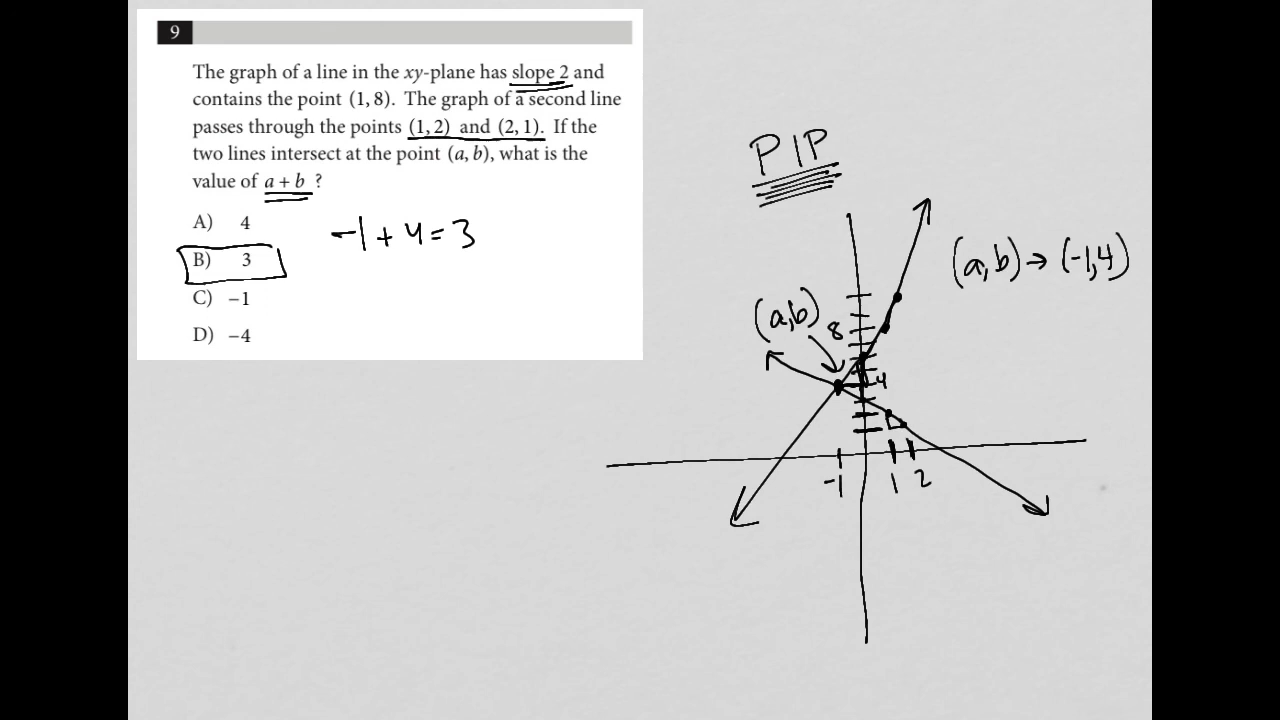 9
The graph of a line in the xy-plane has slope 2 and
contains the point (1, 8). The graph of a second line
passes through the points (1, 2) and (2, 1). If the
two lines intersect at the point (a, b), what is the
value of a + b ?
A) 4
B) 3
C) −1
D) −4
-1 + 4 = 3
PIP
(a,b) → (-1,4)
(a,b)
8
4
-1
1
2